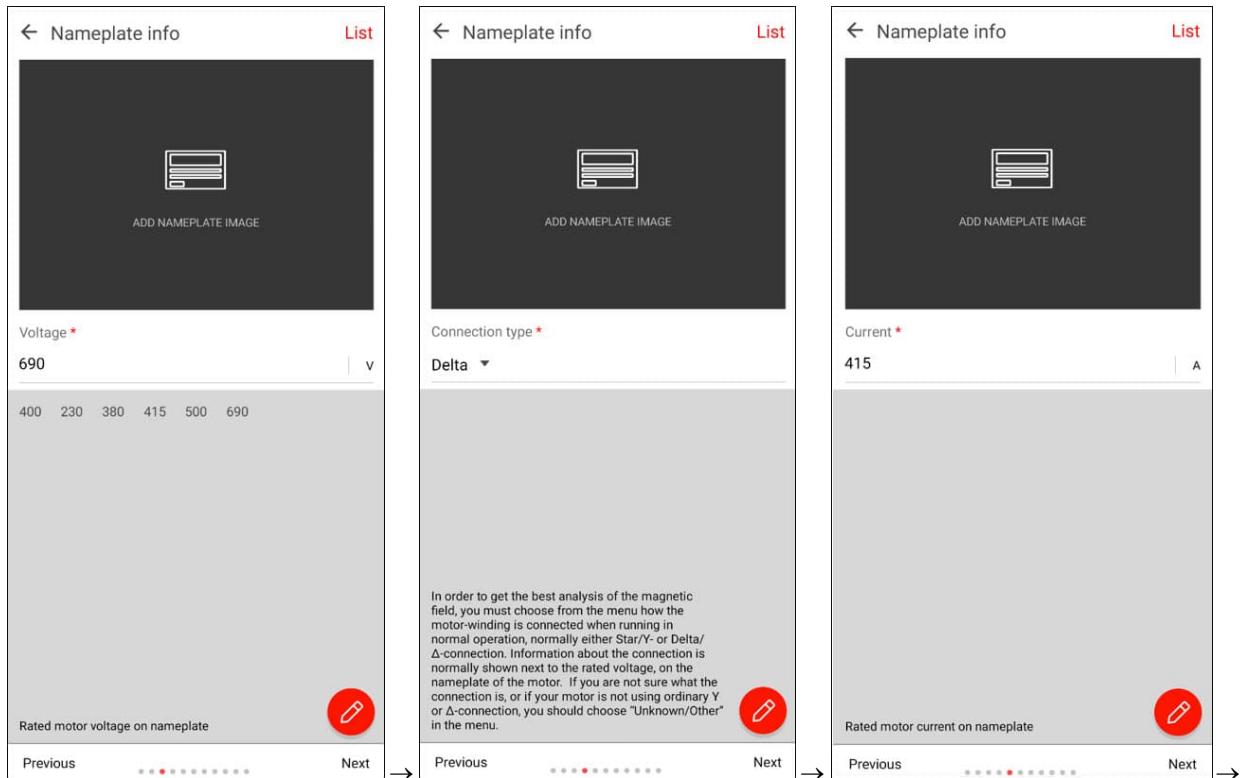 Nameplate info List
ADD NAMEPLATE IMAGE
Voltage *
690 V
400 230 380 415 500 690
Rated motor voltage on nameplate
Previous Next
→
Nameplate info List
ADD NAMEPLATE IMAGE
Connection type *
Delta
In order to get the best analysis of the magnetic
field, you must choose from the menu how the
motor-winding is connected when running in
normal operation, normally either Star/Y- or Delta/
Δ-connection. Information about the connection is
normally shown next to the rated voltage, on the
nameplate of the motor. If you are not sure what the
connection is, or if your motor is not using ordinary Y
or Δ-connection, you should choose "Unknown/Other"
in the menu.
Previous Next
→
Nameplate info List
ADD NAMEPLATE IMAGE
Current *
415 A
Rated motor current on nameplate
Previous Next
→